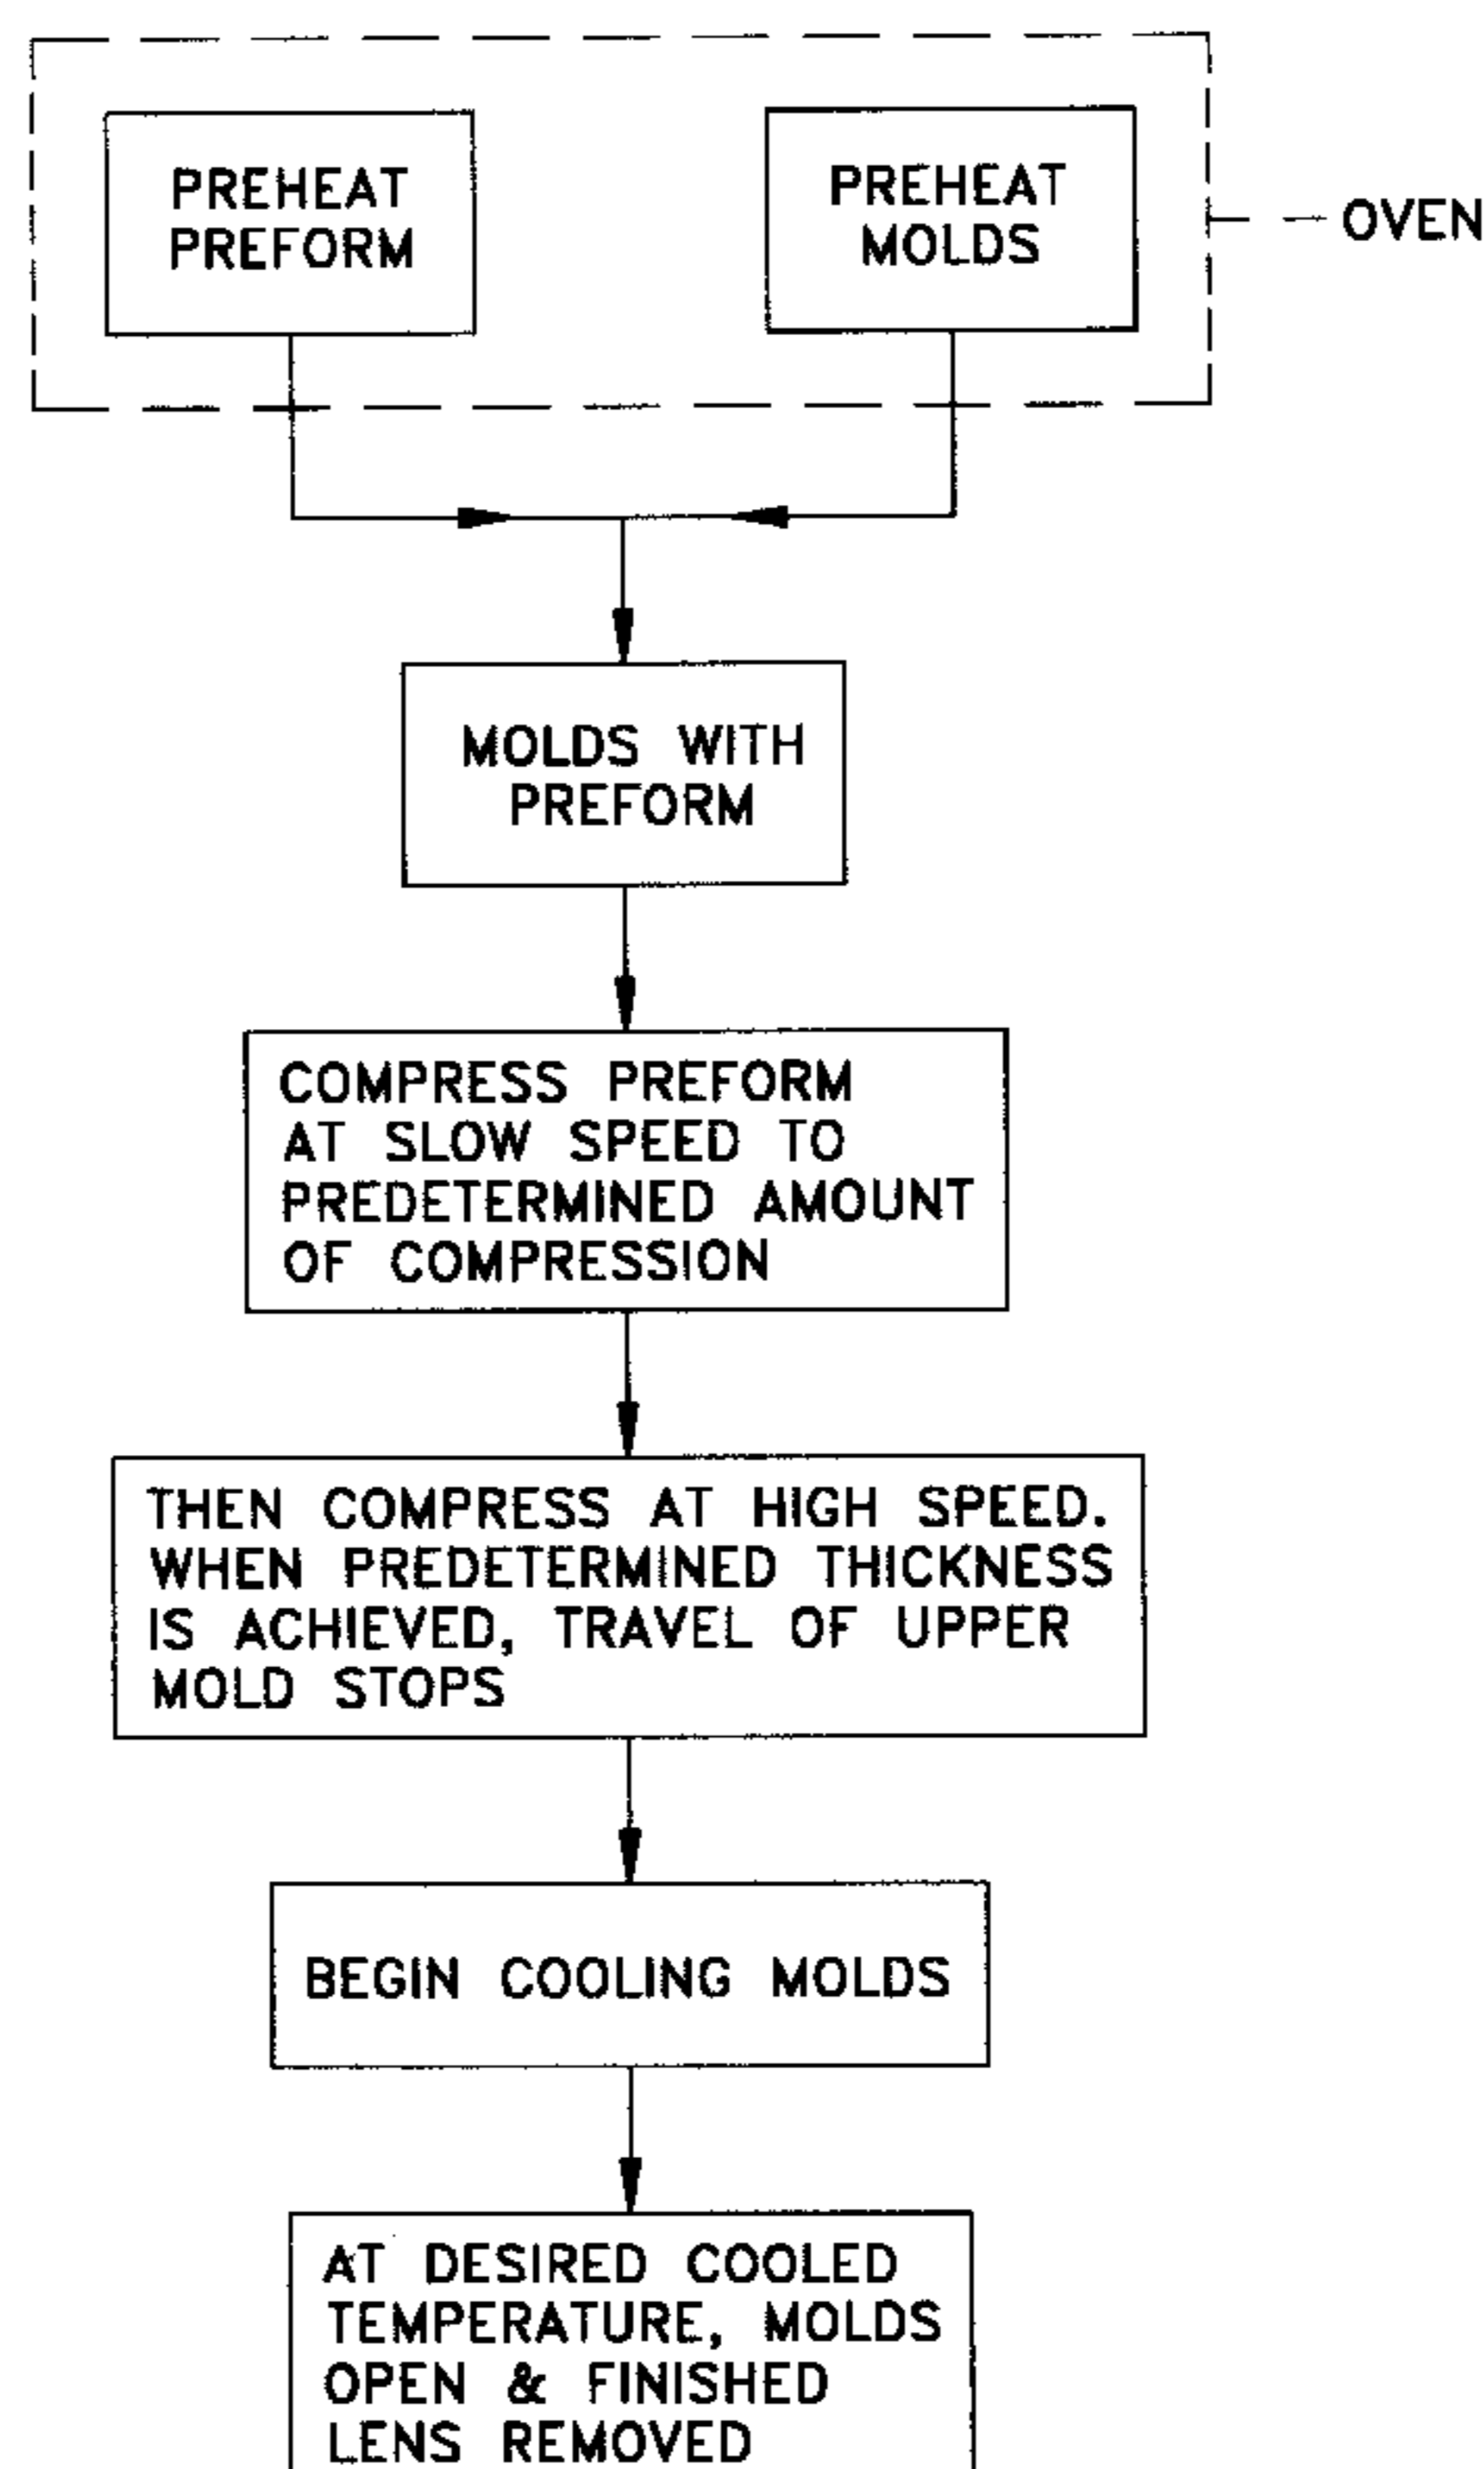 PREHEAT
PREFORM
PREHEAT
MOLDS
OVEN
MOLDS WITH
PREFORM
COMPRESS PREFORM
AT SLOW SPEED TO
PREDETERMINED AMOUNT
OF COMPRESSION
THEN COMPRESS AT HIGH SPEED.
WHEN PREDETERMINED THICKNESS
IS ACHIEVED, TRAVEL OF UPPER
MOLD STOPS
BEGIN COOLING MOLDS
AT DESIRED COOLED
TEMPERATURE, MOLDS
OPEN & FINISHED
LENS REMOVED